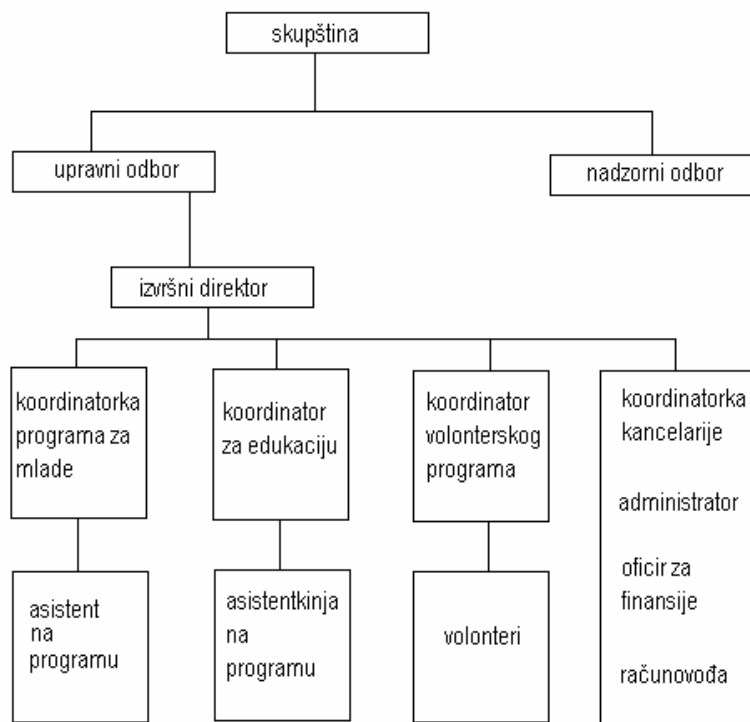 skupština
upravni odbor
nadzorni odbor
izvršni direktor
koordinatorka
programa za
mlade
koordinator
za edukaciju
koordinator
volonterskog
programa
koordinatorka
kancelarije
administrator
oficir za
finansije
računovođa
asistent
na
programu
asistentkinja
na
programu
volonteri